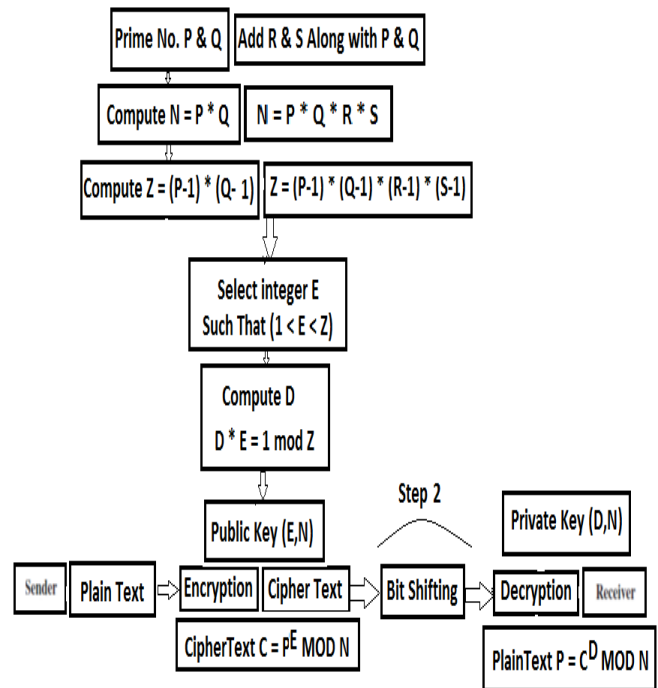 Prime No. P & Q
Add R & S Along with P & Q
Compute N = P * Q
N = P * Q * R * S
Compute Z = (P-1) * (Q- 1)
Z = (P-1) * (Q-1) * (R-1) * (S-1)
Select integer E
Such That (1 < E < Z)
Compute D
D * E = 1 mod Z
Step 2
Public Key (E,N)
Private Key (D,N)
Sender
Plain Text
Encryption
Cipher Text
Bit Shifting
Decryption
Receiver
CipherText C = P^E MOD N
PlainText P = C^D MOD N